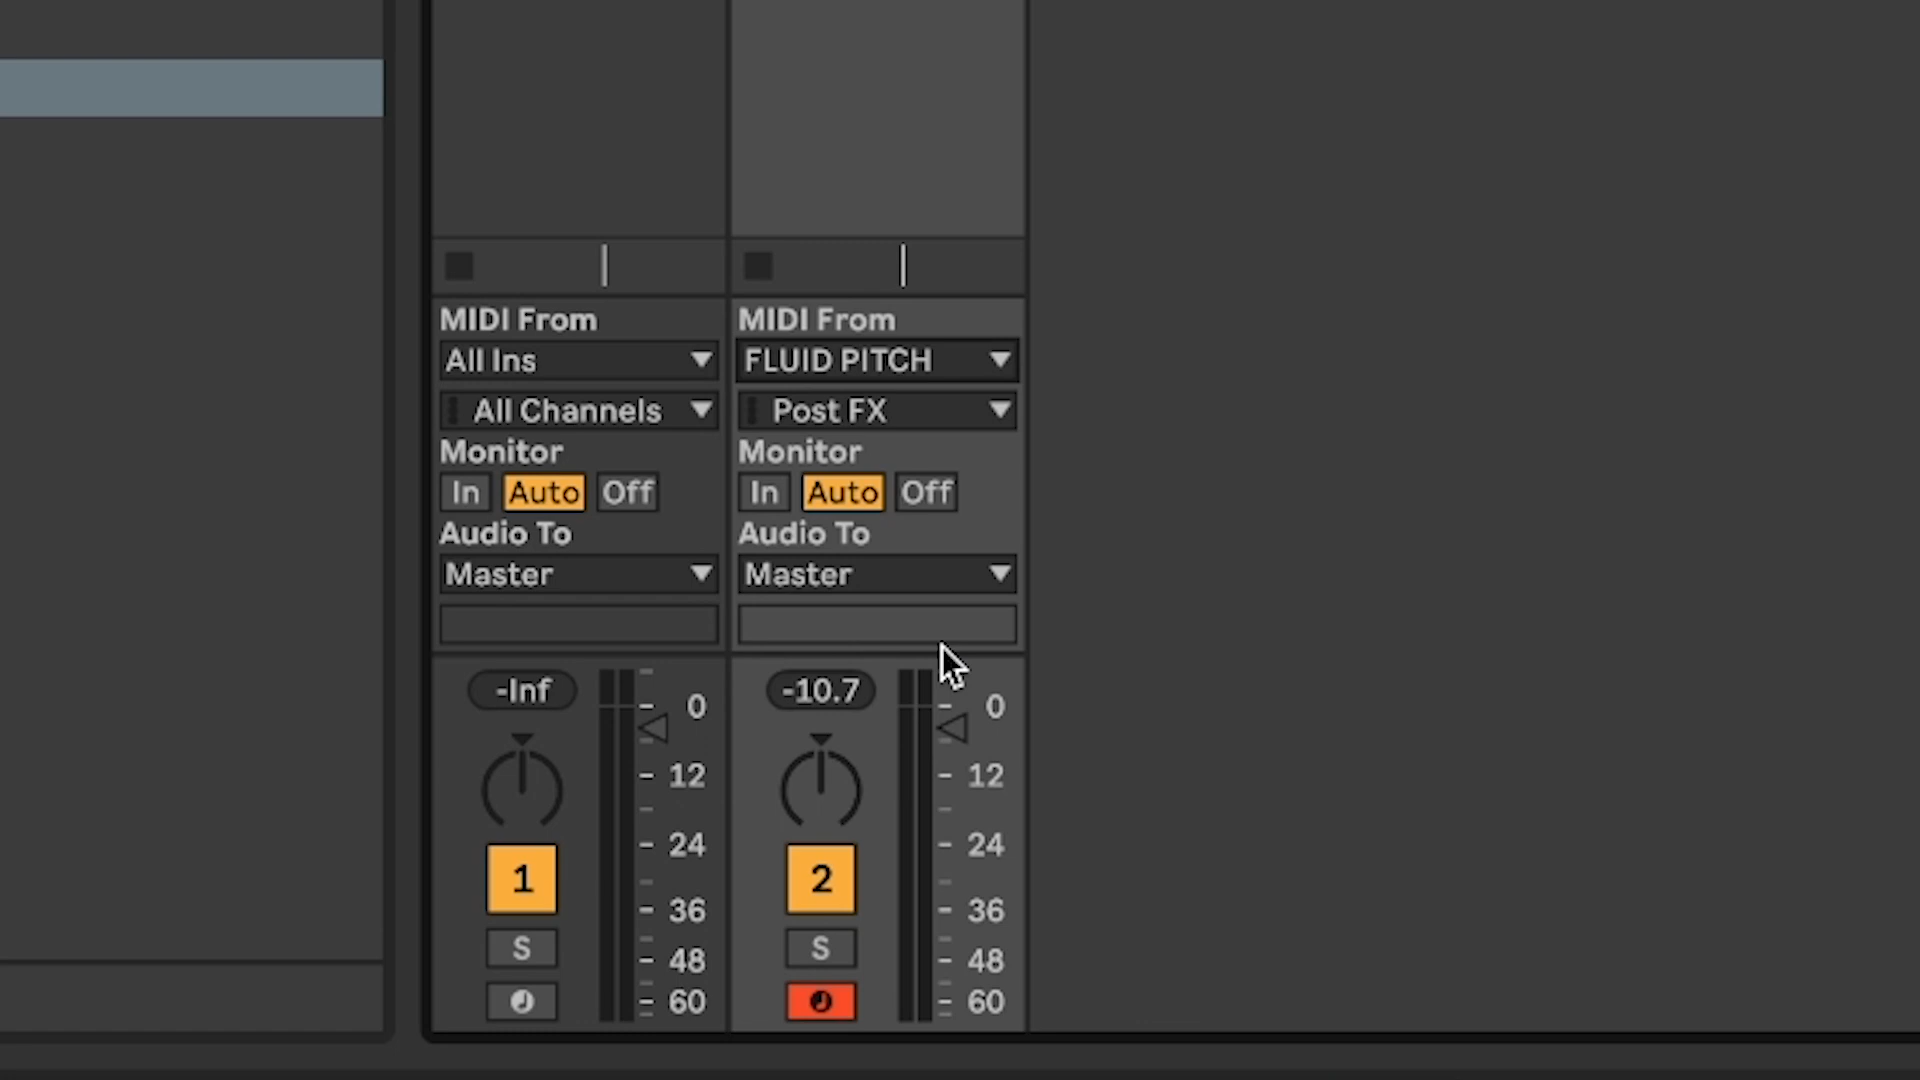 MIDI From
All Ins
All Channels
Monitor
In Auto Off
Audio To
Master
-Inf
0
12
24
36
48
60
1
S
MIDI From
FLUID PITCH
Post FX
Monitor
In Auto Off
Audio To
Master
-10.7
0
12
24
36
48
60
2
S